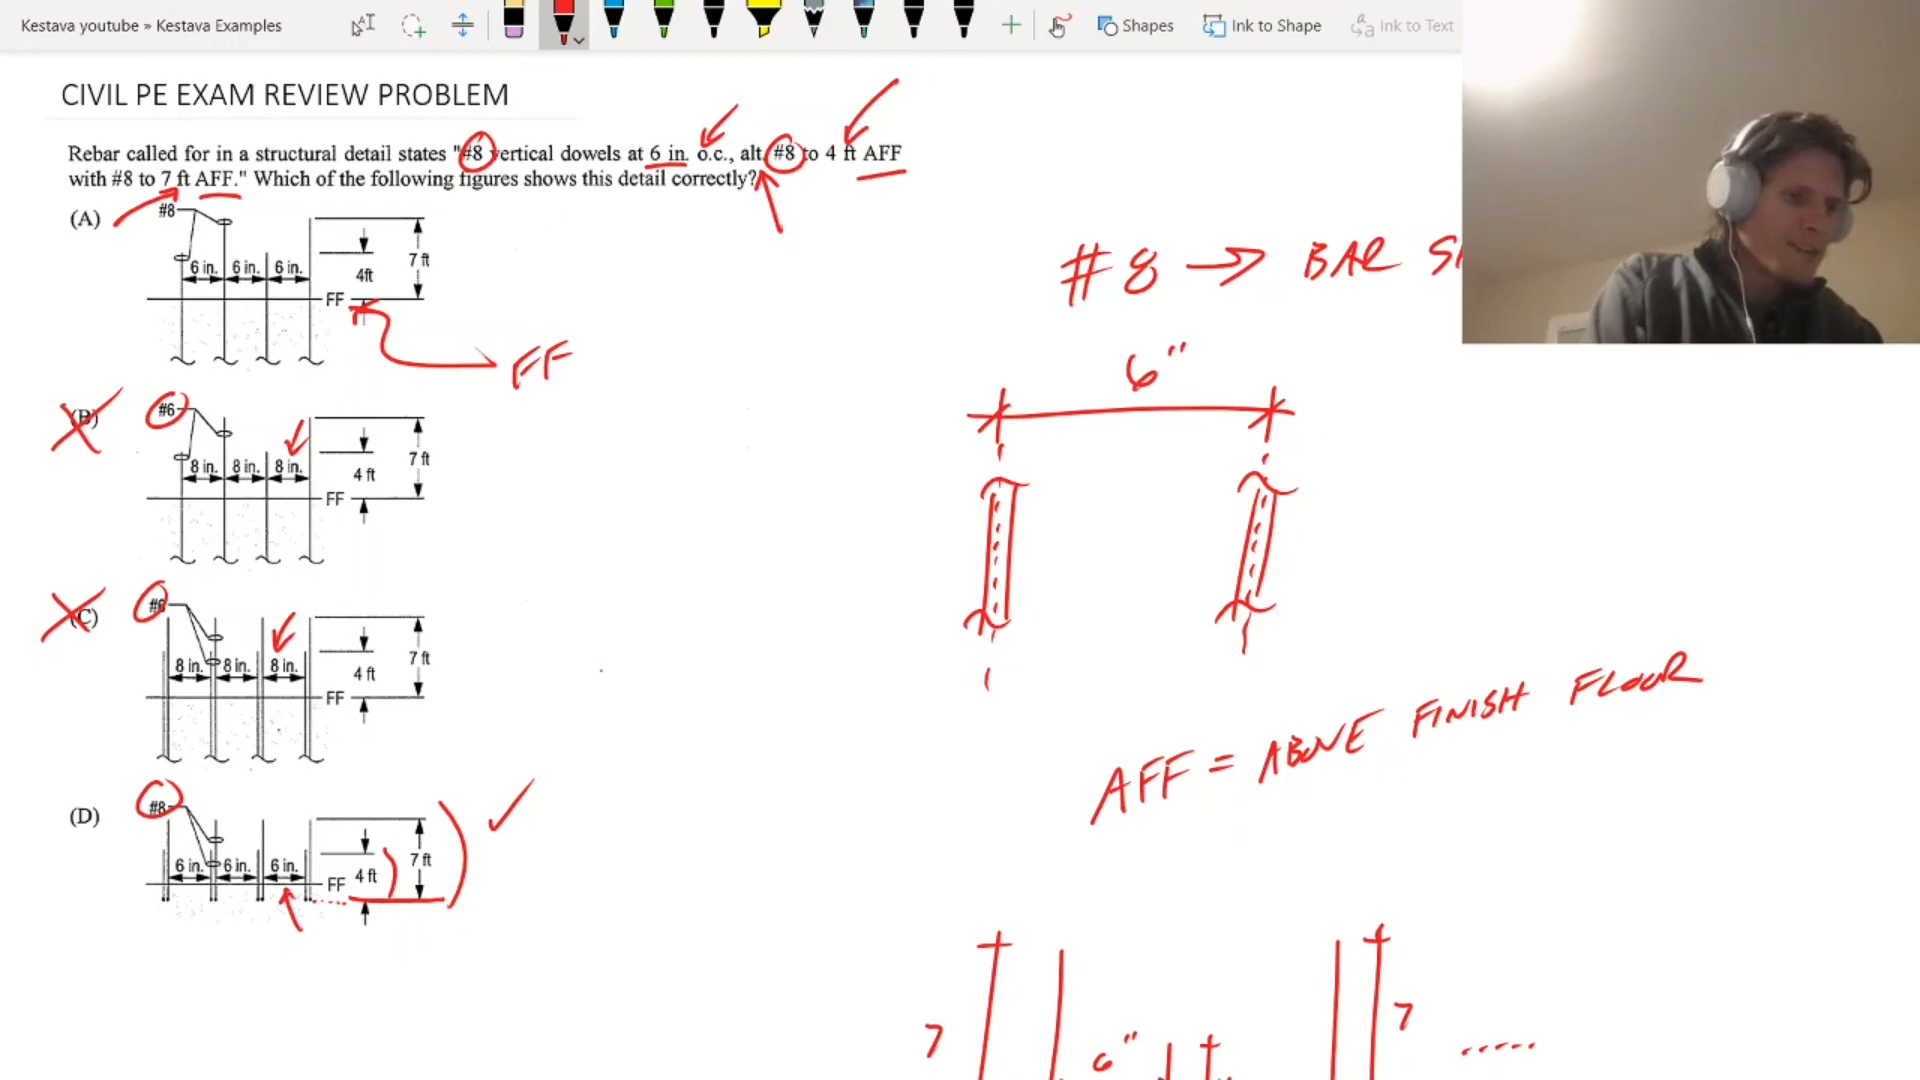 Kestava youtube » Kestava Examples
Shapes
Ink to Shape
Ink to Text
CIVIL PE EXAM REVIEW PROBLEM
Rebar called for in a structural detail states "#8 vertical dowels at 6 in. o.c., alt. #8 to 4 ft AFF
with #8 to 7 ft AFF." Which of the following figures shows this detail correctly?
(A)
#8
6 in. 6 in. 6 in.
4ft
7 ft
FF
FF
(B)
#6
8 in. 8 in. 8 in.
4 ft
7 ft
FF
(C)
8 in. 8 in. 8 in.
4 ft
7 ft
FF
(D)
#8
6 in. 6 in. 6 in.
4 ft
7 ft
FF
#8 → BAR
6"
AFF = ABOVE FINISH FLOOR
7
6"
7